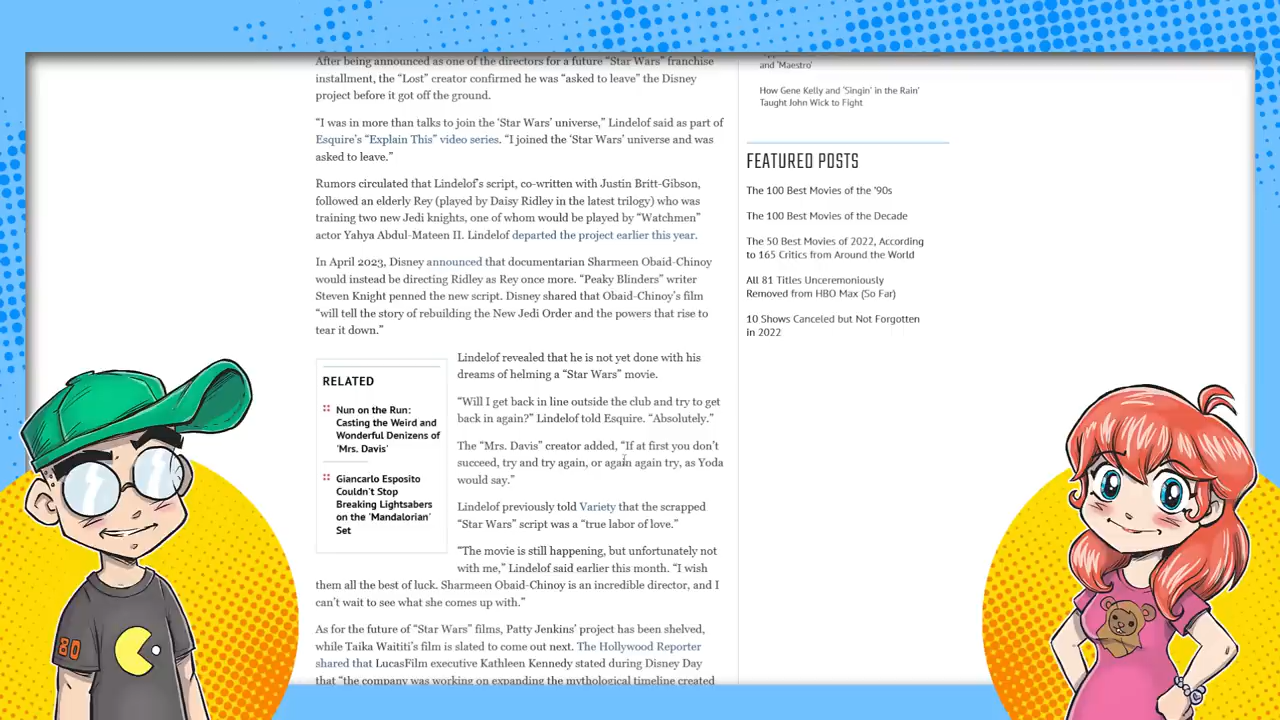 After being announced as one of the directors for a future “Star Wars” franchise
installment, the “Lost” creator confirmed he was “asked to leave” the Disney
project before it got off the ground.
“I was in more than talks to join the ‘Star Wars’ universe,” Lindelof said as part of
Esquire’s “Explain This” video series. “I joined the ‘Star Wars’ universe and was
asked to leave.”
Rumors circulated that Lindelof’s script, co-written with Justin Britt-Gibson,
followed an elderly Rey (played by Daisy Ridley in the latest trilogy) who was
training two new Jedi knights, one of whom would be played by “Watchmen”
actor Yahya Abdul-Mateen II. Lindelof departed the project earlier this year.
In April 2023, Disney announced that documentarian Sharmeen Obaid-Chinoy
would instead be directing Ridley as Rey once more. “Peaky Blinders” writer
Steven Knight penned the new script. Disney shared that Obaid-Chinoy’s film
“will tell the story of rebuilding the New Jedi Order and the powers that rise to
tear it down.”
RELATED
Nun on the Run:
Casting the Weird and
Wonderful Denizens of
'Mrs. Davis'
Giancarlo Esposito
Couldn't Stop
Breaking Lightsabers
on the 'Mandalorian'
Set
Lindelof revealed that he is not yet done with his
dreams of helming a “Star Wars” movie.
“Will I get back in line outside the club and try to get
back in again?” Lindelof told Esquire. “Absolutely.”
The “Mrs. Davis” creator added, “If at first you don’t
succeed, try and try again, or again again try, as Yoda
would say.”
Lindelof previously told Variety that the scrapped
“Star Wars” script was a “true labor of love.”
“The movie is still happening, but unfortunately not
with me,” Lindelof said earlier this month. “I wish
them all the best of luck. Sharmeen Obaid-Chinoy is an incredible director, and I
can’t wait to see what she comes up with.”
As for the future of “Star Wars” films, Patty Jenkins’ project has been shelved,
while Taika Waititi’s film is slated to come out next. The Hollywood Reporter
shared that LucasFilm executive Kathleen Kennedy stated during Disney Day
that “the company was working on expanding the mythological timeline created
and 'Maestro'
How Gene Kelly and 'Singin' in the Rain'
Taught John Wick to Fight
FEATURED POSTS
The 100 Best Movies of the '90s
The 100 Best Movies of the Decade
The 50 Best Movies of 2022, According
to 165 Critics from Around the World
All 81 Titles Unceremoniously
Removed from HBO Max (So Far)
10 Shows Canceled but Not Forgotten
in 2022
80